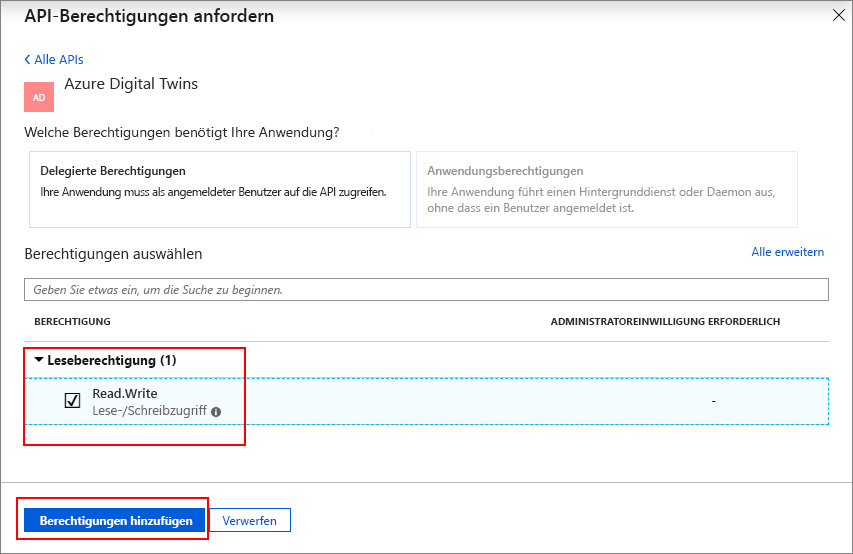 API-Berechtigungen anfordern
Alle APIs
AD
Azure Digital Twins
Welche Berechtigungen benötigt Ihre Anwendung?
Delegierte Berechtigungen
Ihre Anwendung muss als angemeldeter Benutzer auf die API zugreifen.
Anwendungsberechtigungen
Ihre Anwendung führt einen Hintergrunddienst oder Daemon aus,
ohne dass ein Benutzer angemeldet ist.
Berechtigungen auswählen
Alle erweitern
Geben Sie etwas ein, um die Suche zu beginnen.
BERECHTIGUNG
ADMINISTRATOREINWILLIGUNG ERFORDERLICH
Leseberechtigung (1)
Read.Write
Lese-/Schreibzugriff
-
Berechtigungen hinzufügen
Verwerfen